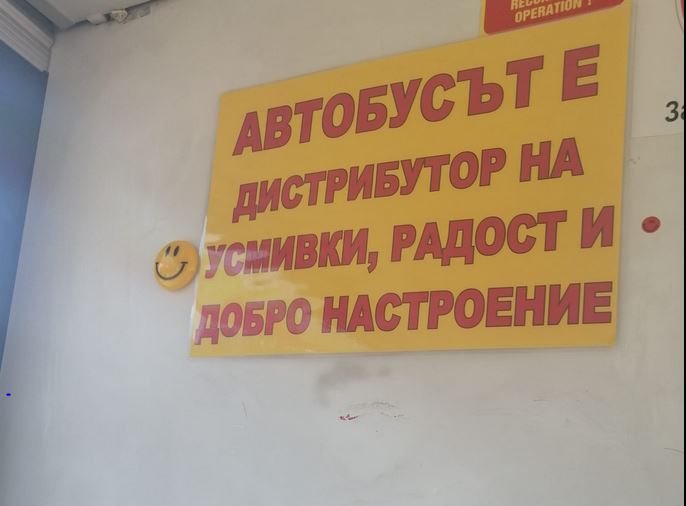 OPERATION !
АВТОБУСЪТ Е
ДИСТРИБУТОР НА
УСМИВКИ, РАДОСТ И
ДОБРО НАСТРОЕНИЕ